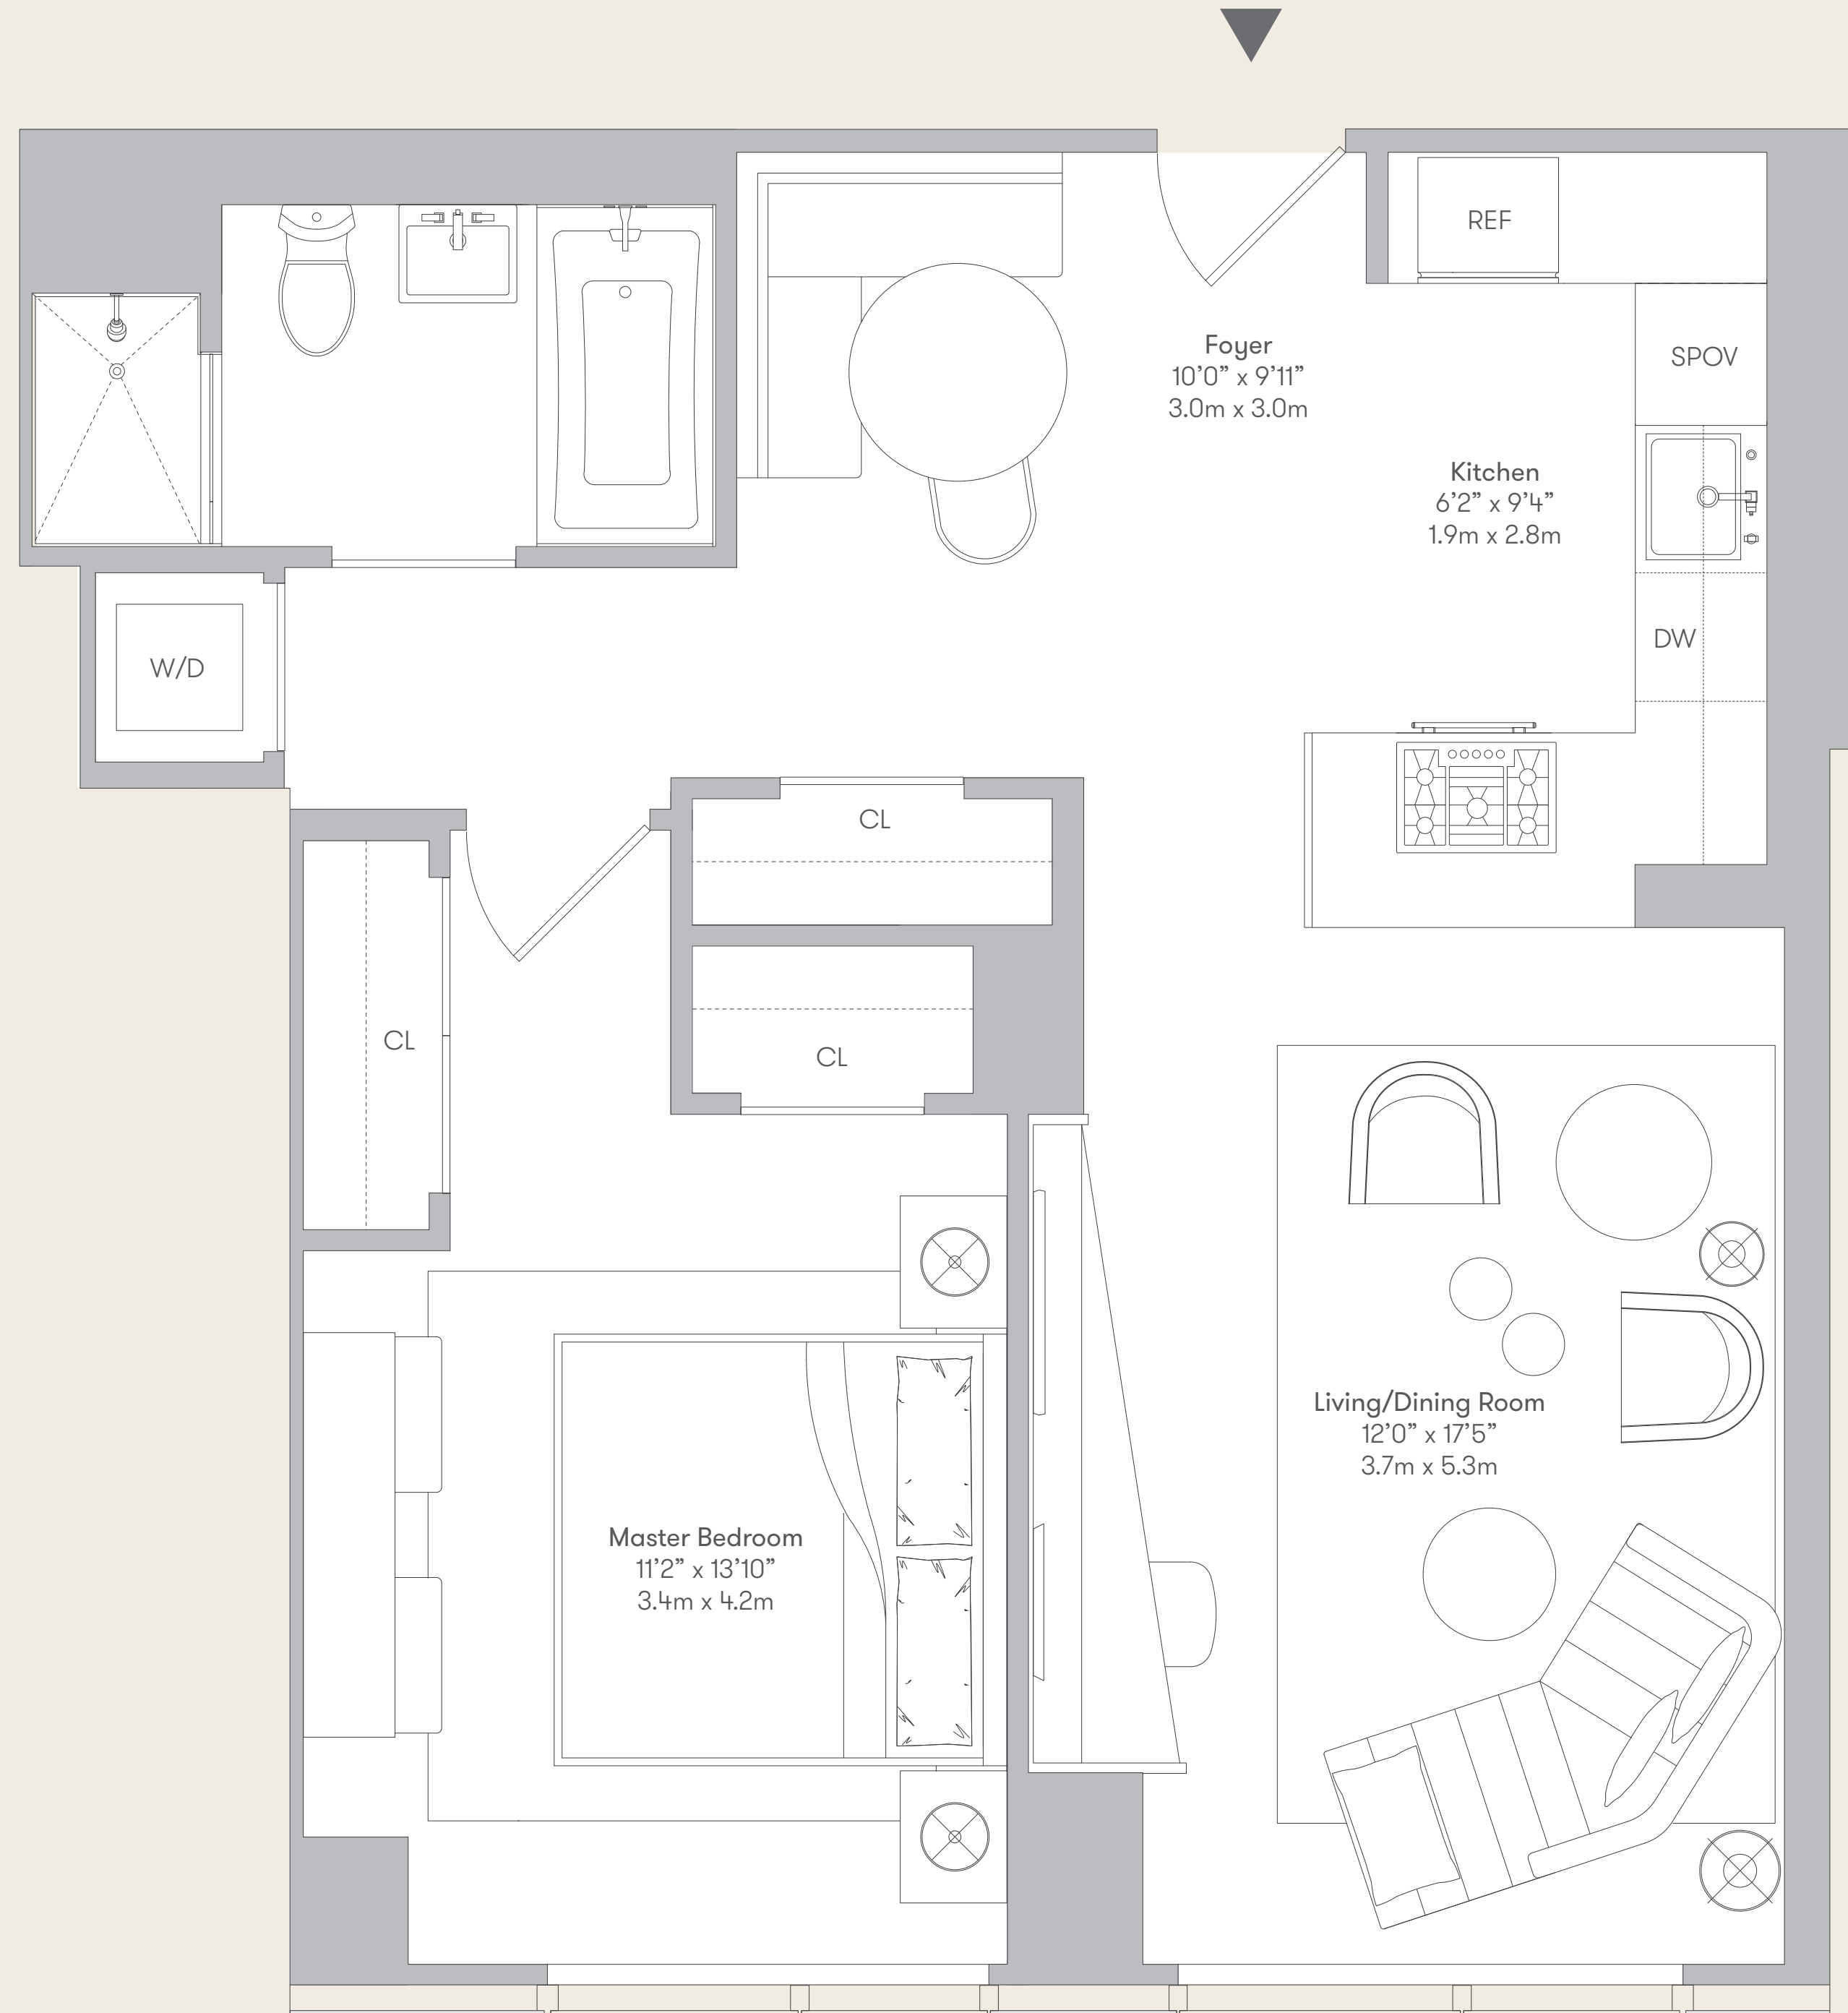 REF
Foyer
10'0” x 9'11”
3.0m x 3.0m
SPOV
Kitchen
6'2” x 9'4”
1.9m x 2.8m
W/D
DW
CL
CL
CL
Living/Dining Room
12'0” x 17'5”
3.7m x 5.3m
Master Bedroom
11'2” x 13'10”
3.4m x 4.2m